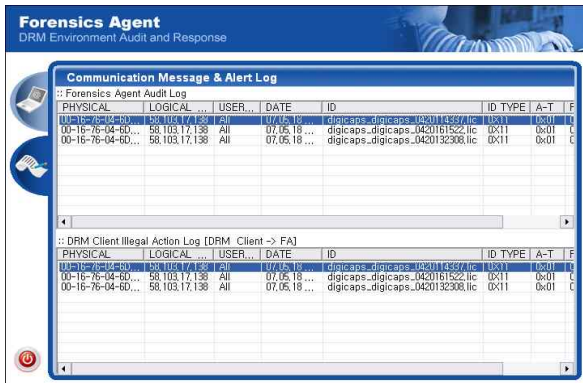 Forensics Agent
DRM Environment Audit and Response
Communication Message & Alert Log
:: Forensics Agent Audit Log
PHYSICAL LOGICAL ... USER... DATE ID ID TYPE A-T F
00-16-76-04-6D... 58,103,17,138 All 07,05,18 ... digicaps_digicaps_0420114337,lic 0X11 0x01 0
00-16-76-04-6D... 58,103,17,138 All 07,05,18 ... digicaps_digicaps_0420161522,lic 0X11 0x01 0
00-16-76-04-6D... 58,103,17,138 All 07,05,18 ... digicaps_digicaps_0420132308,lic 0X11 0x01 0
:: DRM Client Illegal Action Log [DRM Client -> FA]
PHYSICAL LOGICAL ... USER... DATE ID ID TYPE A-T F
00-16-76-04-6D... 58,103,17,138 All 07,05,18 ... digicaps_digicaps_0420114337,lic 0X11 0x01 0
00-16-76-04-6D... 58,103,17,138 All 07,05,18 ... digicaps_digicaps_0420161522,lic 0X11 0x01 0
00-16-76-04-6D... 58,103,17,138 All 07,05,18 ... digicaps_digicaps_0420132308,lic 0X11 0x01 0